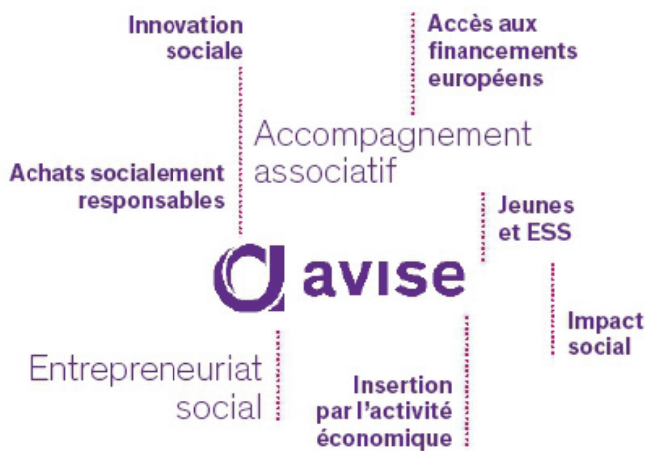 Innovation
sociale
Accès aux
financements
européens
Accompagnement
associatif
Achats socialement
responsables
Jeunes
et ESS
avise
Impact
social
Entrepreneuriat
social
Insertion
par l'activité
économique